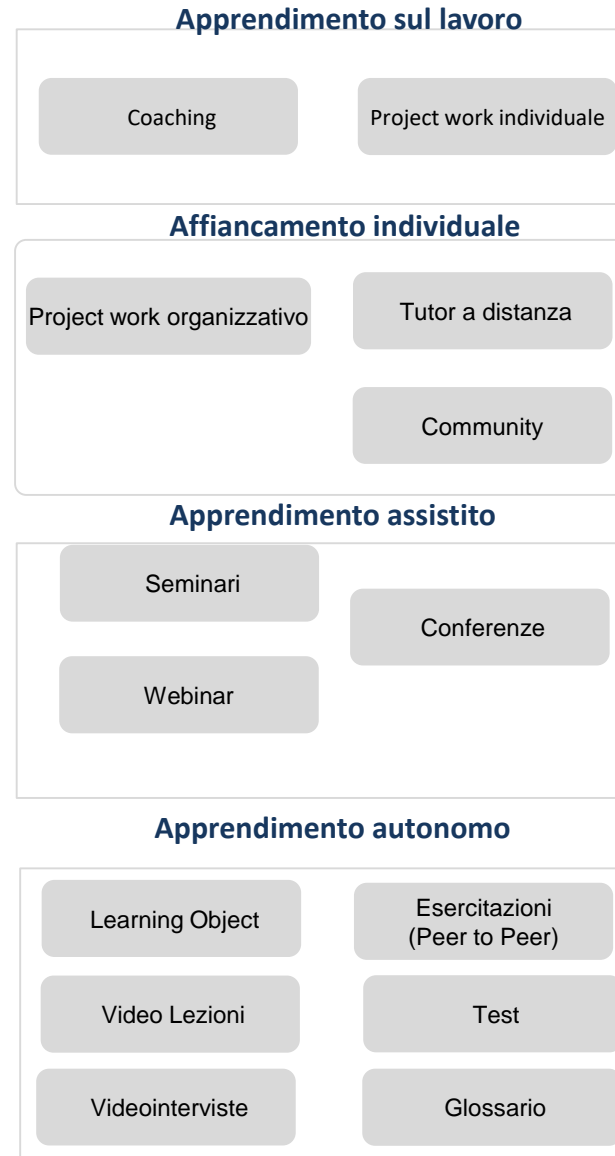 Apprendimento sul lavoro
Coaching
Project work individuale
Affiancamento individuale
Project work organizzativo
Tutor a distanza
Community
Apprendimento assistito
Seminari
Conferenze
Webinar
Apprendimento autonomo
Learning Object
Esercitazioni
(Peer to Peer)
Video Lezioni
Test
Videointerviste
Glossario